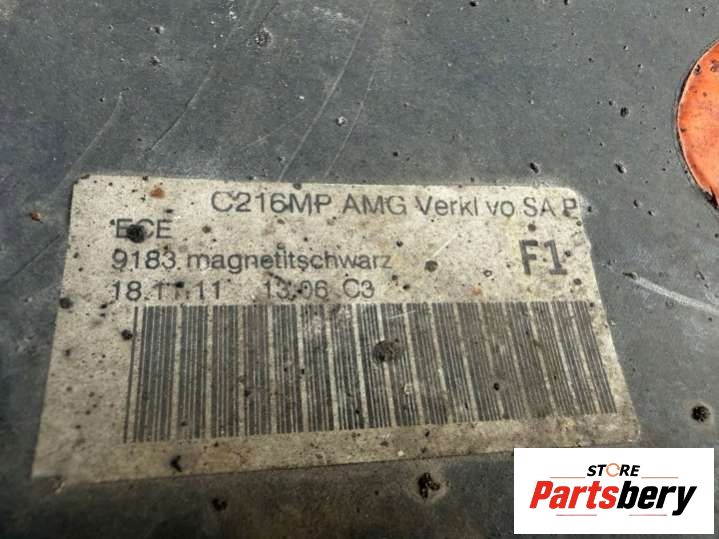 C216MP AMG Verkl vo SA P
ECE
9183 magnetitschwarz
F1
18.11.11 13:06 C3
STORE
Partsbery